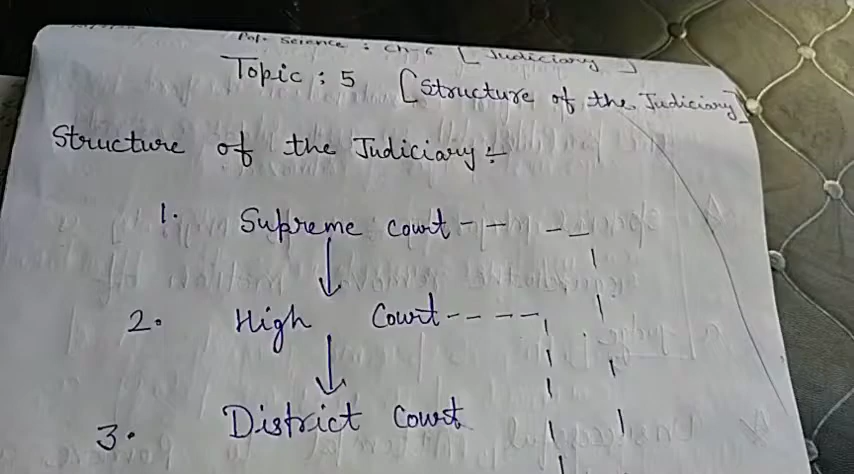 Pol. Science : Ch-6 [ Judiciary ]
Topic : 5 [Structure of the Judiciary]
Structure of the Judiciary :-
1. Supreme Court
2. High Court
3. District Court